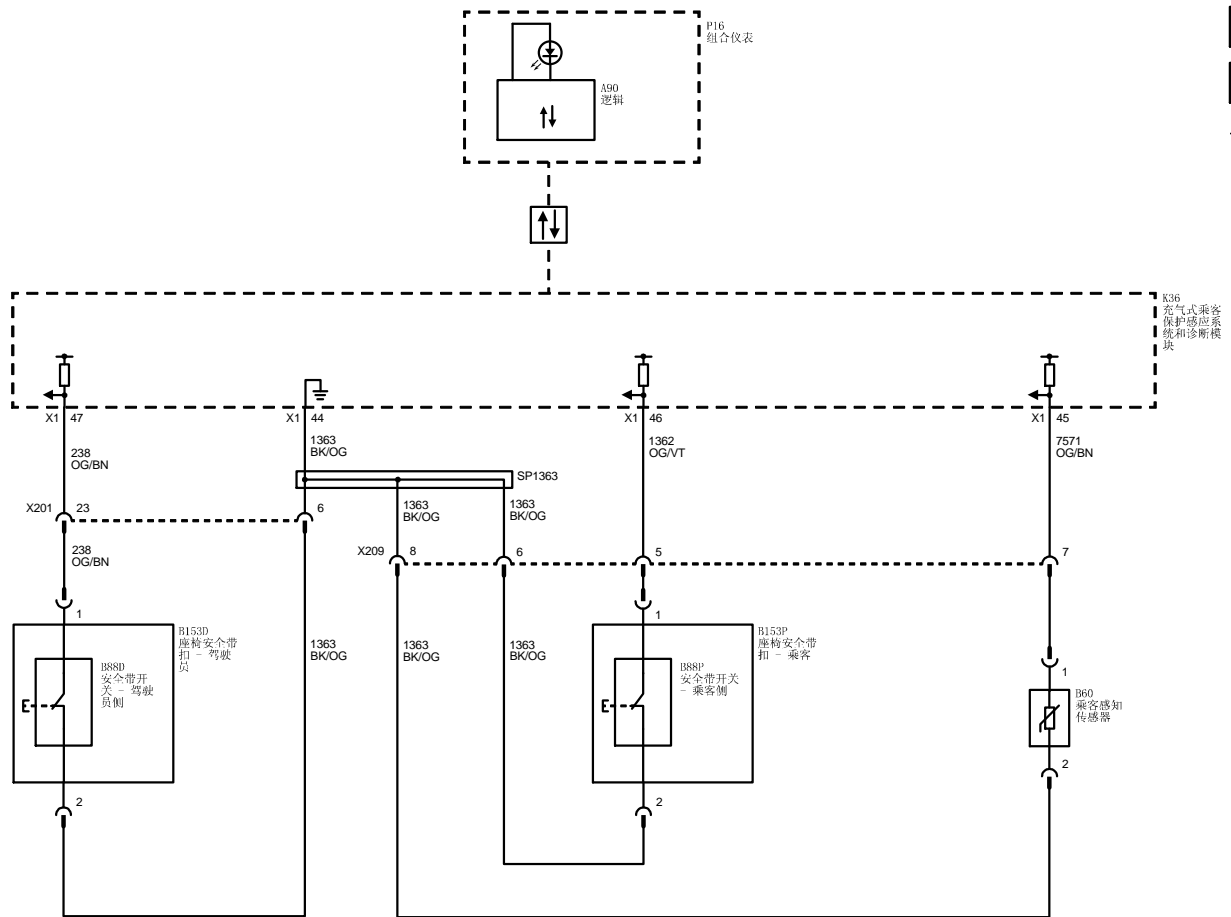 P16
组合仪表
A90
逻辑
K36
充气式乘客
保护感应系
统和诊断模
块
X1 47
X1 44
X1 46
X1 45
238
OG/BN
1363
BK/OG
1362
OG/VT
7571
OG/BN
SP1363
1363
BK/OG
1363
BK/OG
X201 23
6
X209 8
6
5
7
238
OG/BN
1
1
1
B153D
座椅安全带
扣 - 驾驶
员
B88D
安全带开
关 - 驾驶
员侧
1363
BK/OG
1363
BK/OG
1363
BK/OG
B153P
座椅安全带
扣 - 乘客
B88P
安全带开关
- 乘客侧
B60
乘客感知
传感器
2
2
2